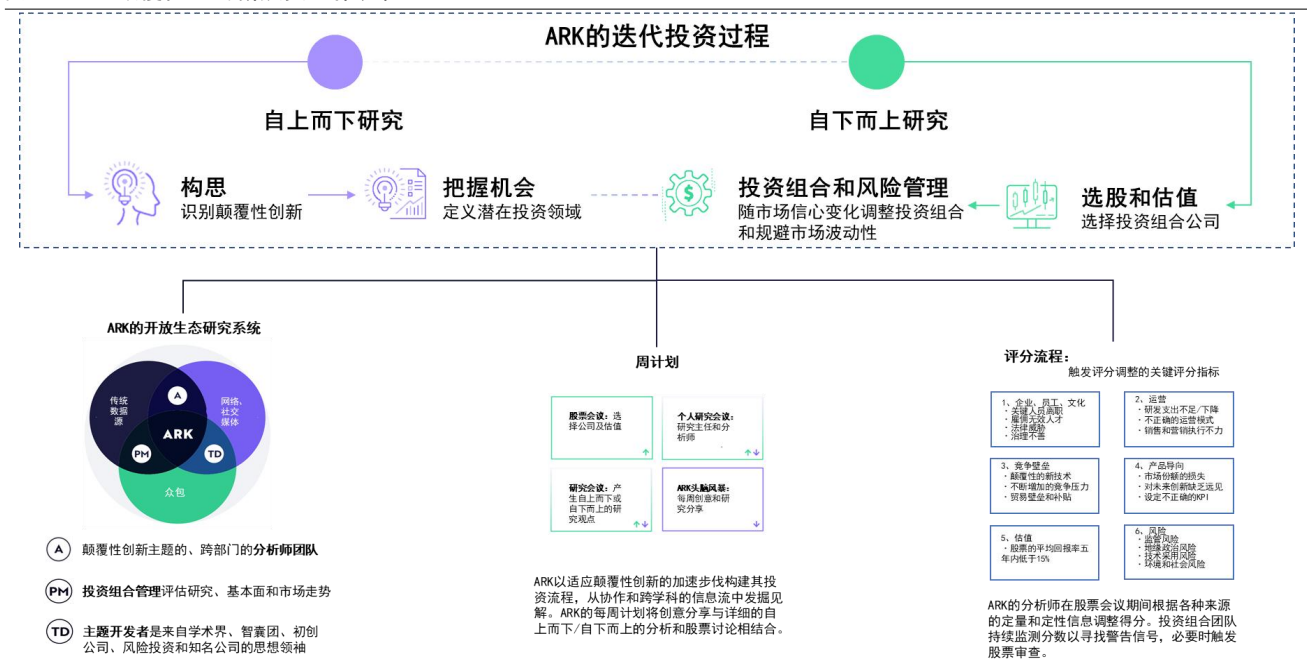 ARK的迭代投资过程
自上而下研究
自下而上研究
构思
识别颠覆性创新
把握机会
定义潜在投资领域
投资组合和风险管理
随市场信心变化调整投资组合
和规避市场波动性
选股和估值
选择投资组合公司
ARK的开放生态研究系统
传统
数据
源
A
网络、
社交
媒体
ARK
PM
TD
众包
A
颠覆性创新主题的、跨部门的分析师团队
PM
投资组合管理评估研究、基本面和市场走势
TD
主题开发者是来自学术界、智囊团、初创
公司、风险投资和知名公司的思想领袖
周计划
股票会议：选
择公司及估值
个人研究会议：
研究主任和分
析师
研究会议：产
生自上而下或
自下而上的研
究观点
ARK头脑风暴：
每周创意和研
究分享
ARK以适应颠覆性创新的加速步伐构建其投
资流程，从协作和跨学科的信息流中发掘见
解。ARK的每周计划将创意分享与详细的自
上而下/自下而上的分析和股票讨论相结合。
评分流程：
触发评分调整的关键评分指标
1、企业、员工、文化
· 关键人员离职
· 雇佣无效人才
· 法律威胁
· 治理不善
2、运营
· 研发支出不足/下降
· 不正确的运营模式
· 销售和营销执行不力
3、竞争壁垒
· 颠覆性的新技术
· 不断增加的竞争压力
· 贸易壁垒和补贴
4、产品导向
· 市场份额的损失
· 对未来创新缺乏远见
· 设定不正确的KPI
5、估值
· 股票的平均回报率五
年内低于15%
6、风险
· 监管风险
· 地缘政治风险
· 技术采用风险
· 环境和社会风险
ARK的分析师在股票会议期间根据各种来源
的定量和定性信息调整得分。投资组合团队
持续监测分数以寻找警告信号，必要时触发
股票审查。